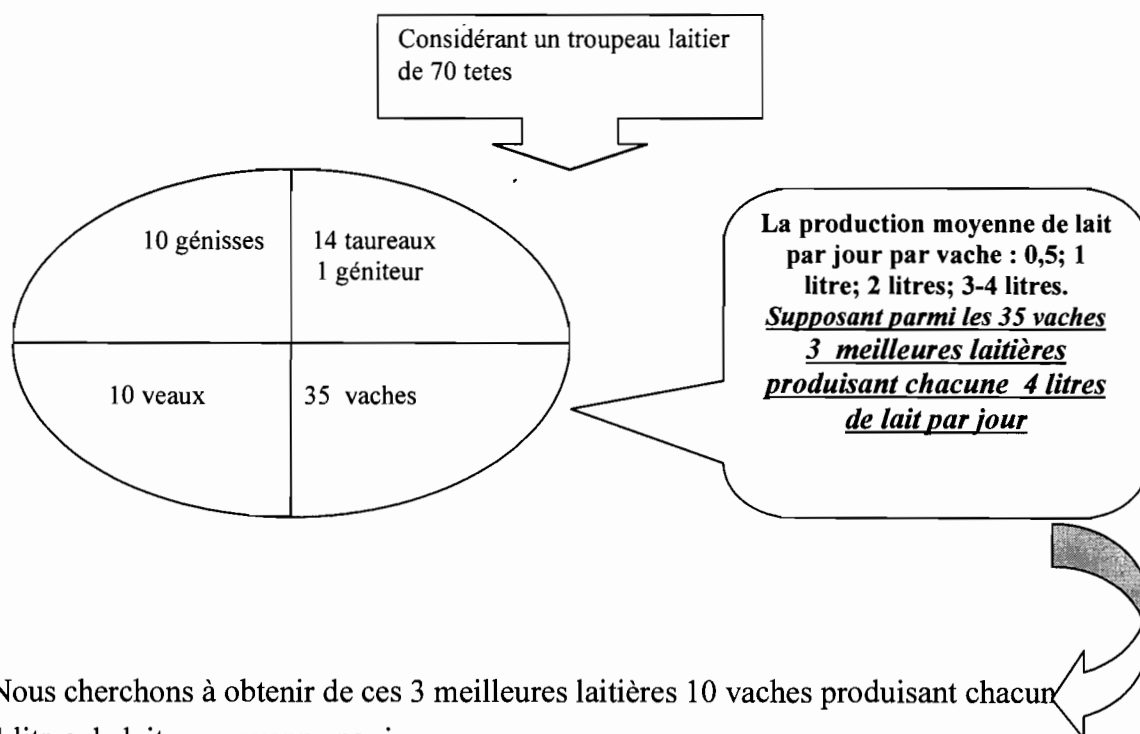 Considérant un troupeau laitier
de 70 tetes
10 génisses
14 taureaux
1 géniteur
10 veaux
35 vaches
La production moyenne de lait
par jour par vache : 0,5; 1
litre; 2 litres; 3-4 litres.
Supposant parmi les 35 vaches
3 meilleures laitières
produisant chacune 4 litres
de lait par jour
Nous cherchons à obtenir de ces 3 meilleures laitières 10 vaches produisant chacun